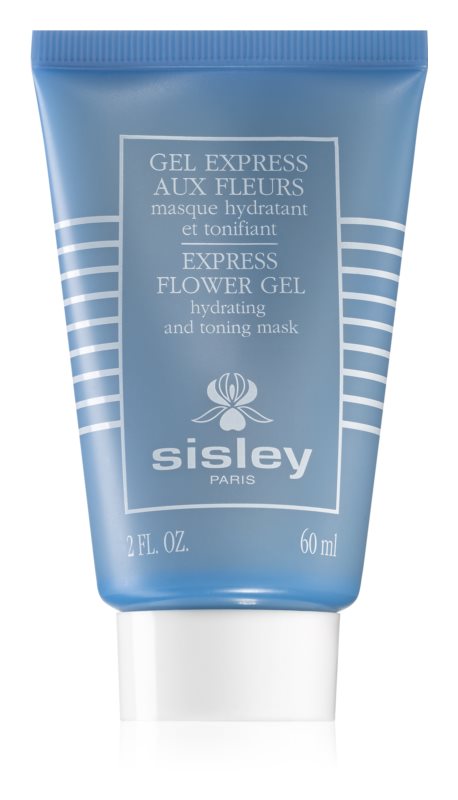 GEL EXPRESS
AUX FLEURS
masque hydratant
et tonifiant
EXPRESS
FLOWER GEL
hydrating
and toning mask
sisley
PARIS
2 FL. OZ. 60 ml